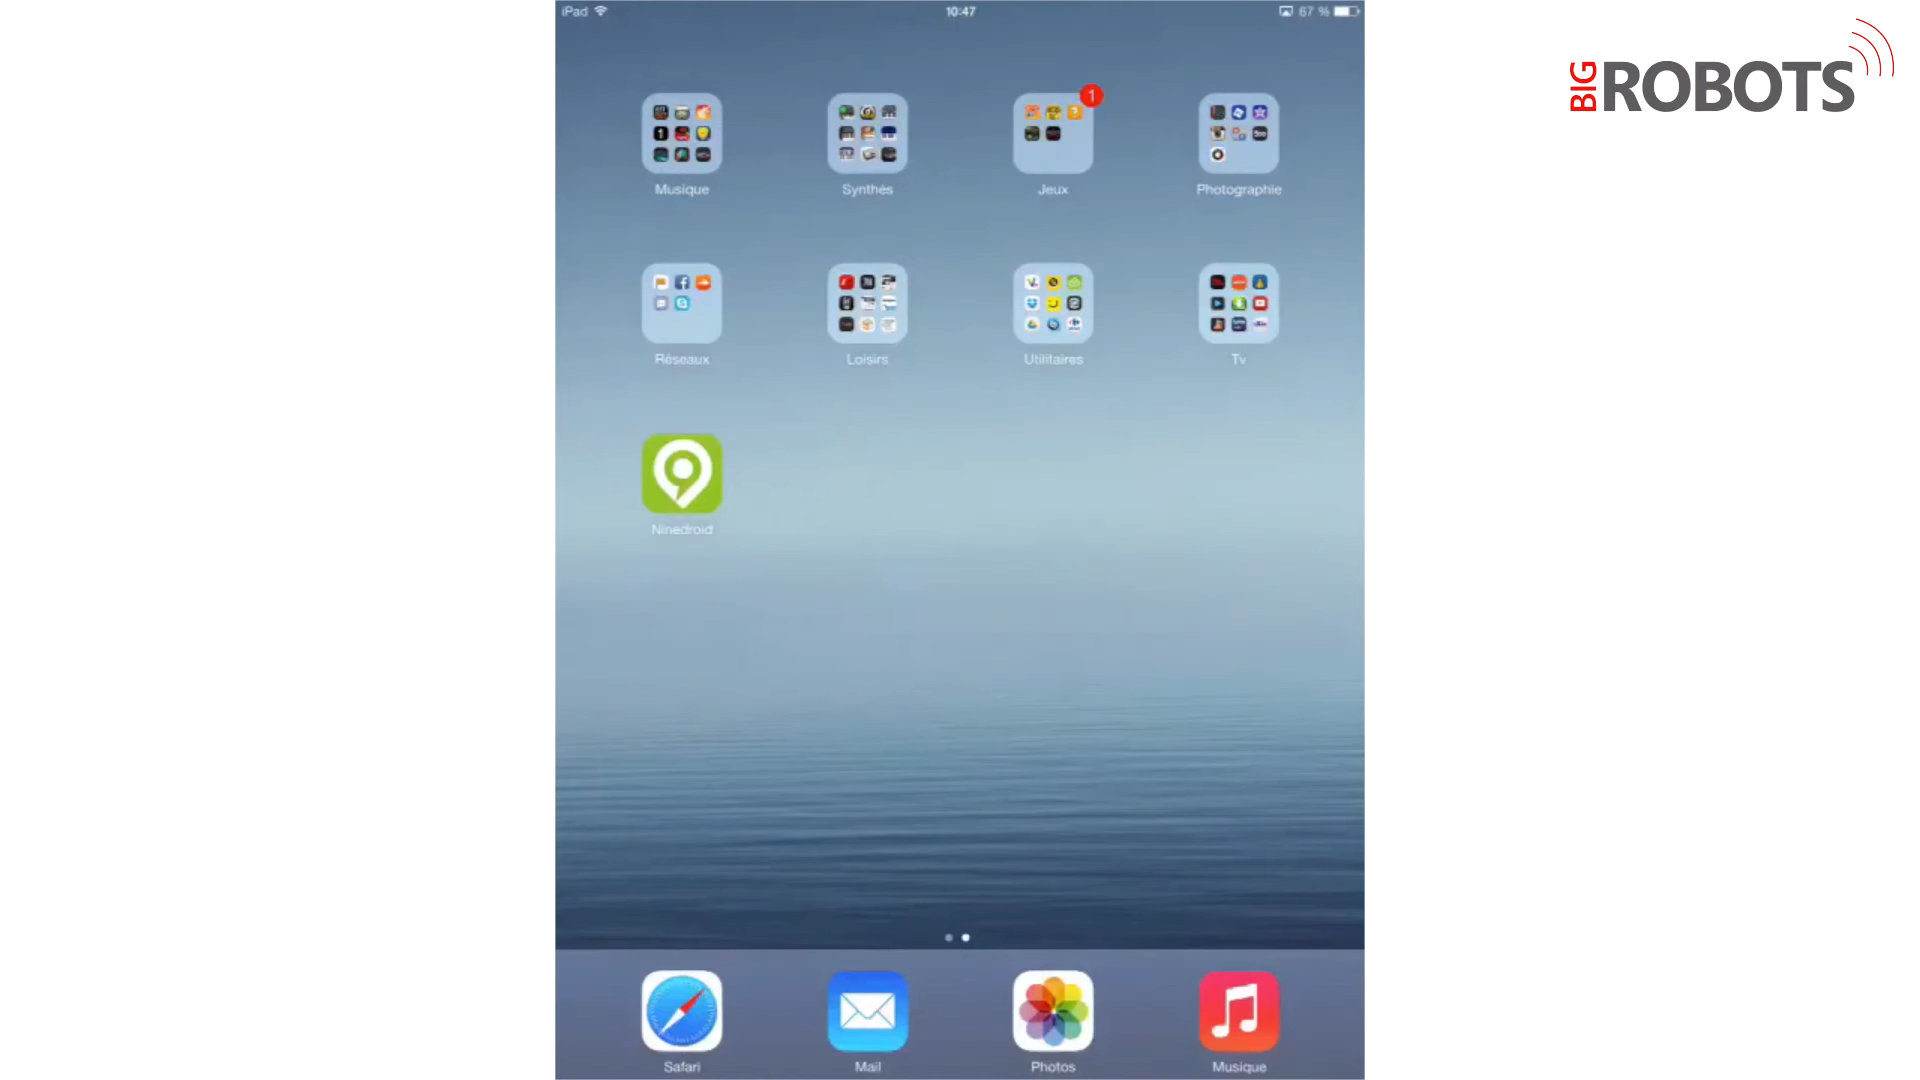 iPad 10:47 67 %
BIG ROBOTS
1
Musique Synthés Jeux Photographie
Réseaux Loisirs Utilitaires Tv
Ninedroid
Safari Mail Photos Musique